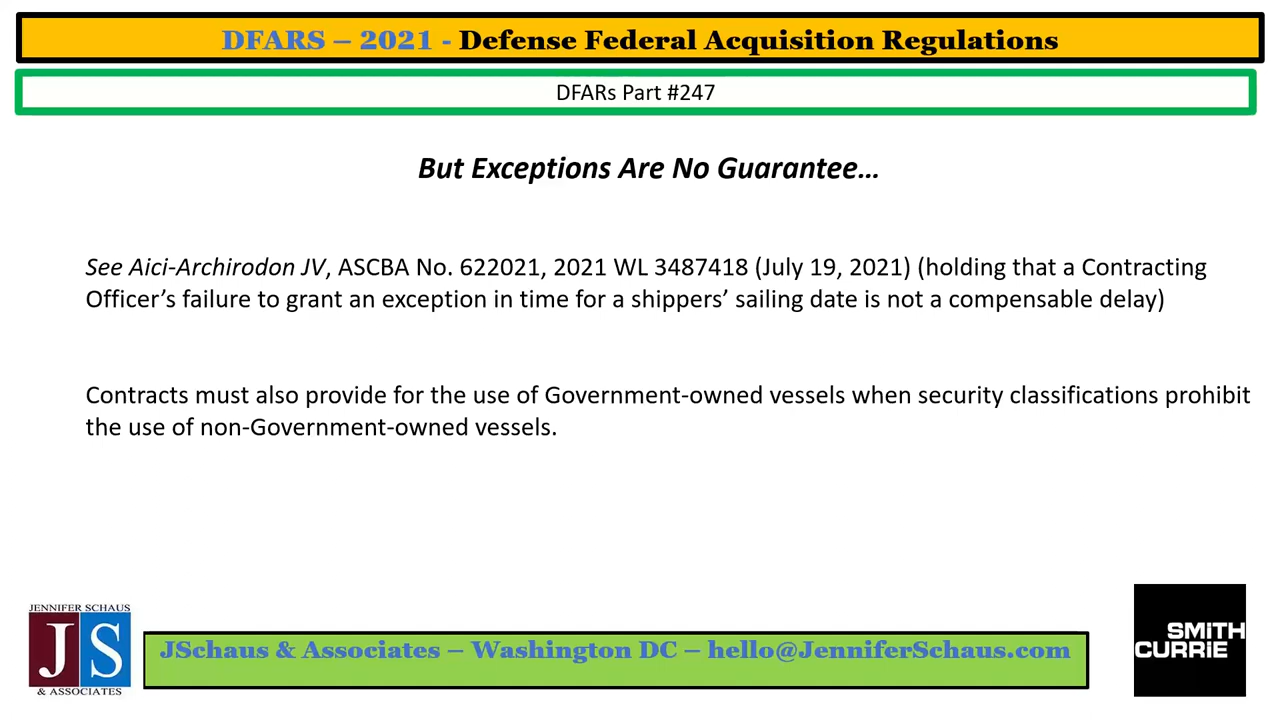 DFARS – 2021 - Defense Federal Acquisition Regulations
DFARs Part #247
But Exceptions Are No Guarantee…
See Aici-Archirodon JV, ASCBA No. 622021, 2021 WL 3487418 (July 19, 2021) (holding that a Contracting
Officer’s failure to grant an exception in time for a shippers’ sailing date is not a compensable delay)
Contracts must also provide for the use of Government-owned vessels when security classifications prohibit
the use of non-Government-owned vessels.
JENNIFER SCHAUS
JS
& ASSOCIATES
JSchaus & Associates – Washington DC – hello@JenniferSchaus.com
SMITH
CURRIE